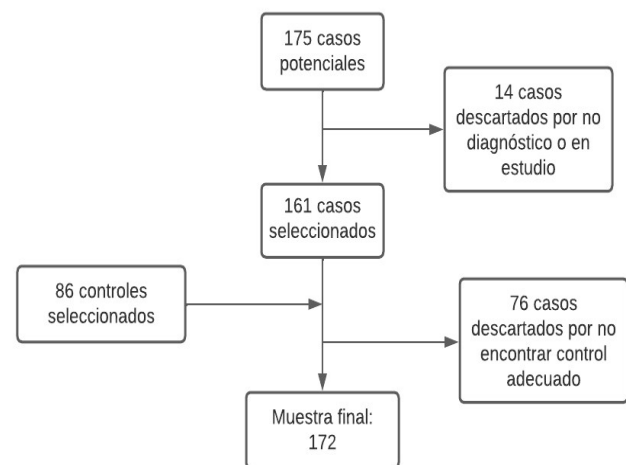 175 casos
potenciales
14 casos
descartados por no
diagnóstico o en
estudio
161 casos
seleccionados
86 controles
seleccionados
76 casos
descartados por no
encontrar control
adecuado
Muestra final:
172